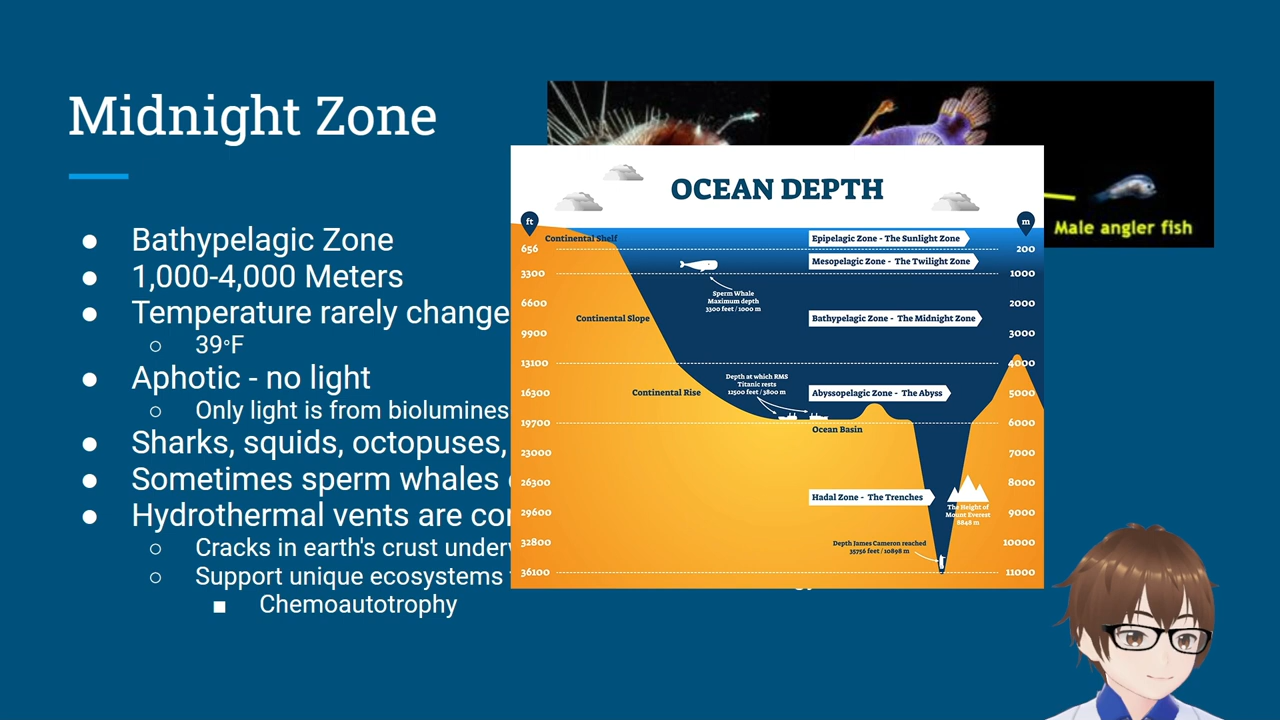 Midnight Zone
Bathypelagic Zone
1,000-4,000 Meters
Temperature rarely change
39°F
Aphotic - no light
Only light is from biolumines
Sharks, squids, octopuses,
Sometimes sperm whales
Hydrothermal vents are
Cracks in earth's crust
Support unique ecosystems
Chemoautotrophy
Male angler fish
OCEAN DEPTH
ft
m
Continental Shelf
Epipelagic Zone - The Sunlight Zone
656
200
Mesopelagic Zone - The Twilight Zone
3300
1000
Sperm Whale
Maximum depth
3300 feet / 1000 m
6600
2000
Continental Slope
Bathypelagic Zone - The Midnight Zone
9900
3000
13100
4000
Depth at which RMS
Titanic rests
12500 feet / 3800 m
Continental Rise
Abyssopelagic Zone - The Abyss
16300
5000
19700
6000
Ocean Basin
23000
7000
26300
8000
Hadal Zone - The Trenches
The Height of
Mount Everest
8848 m
29600
9000
32800
10000
Depth James Cameron reached
35756 feet / 10898 m
36100
11000